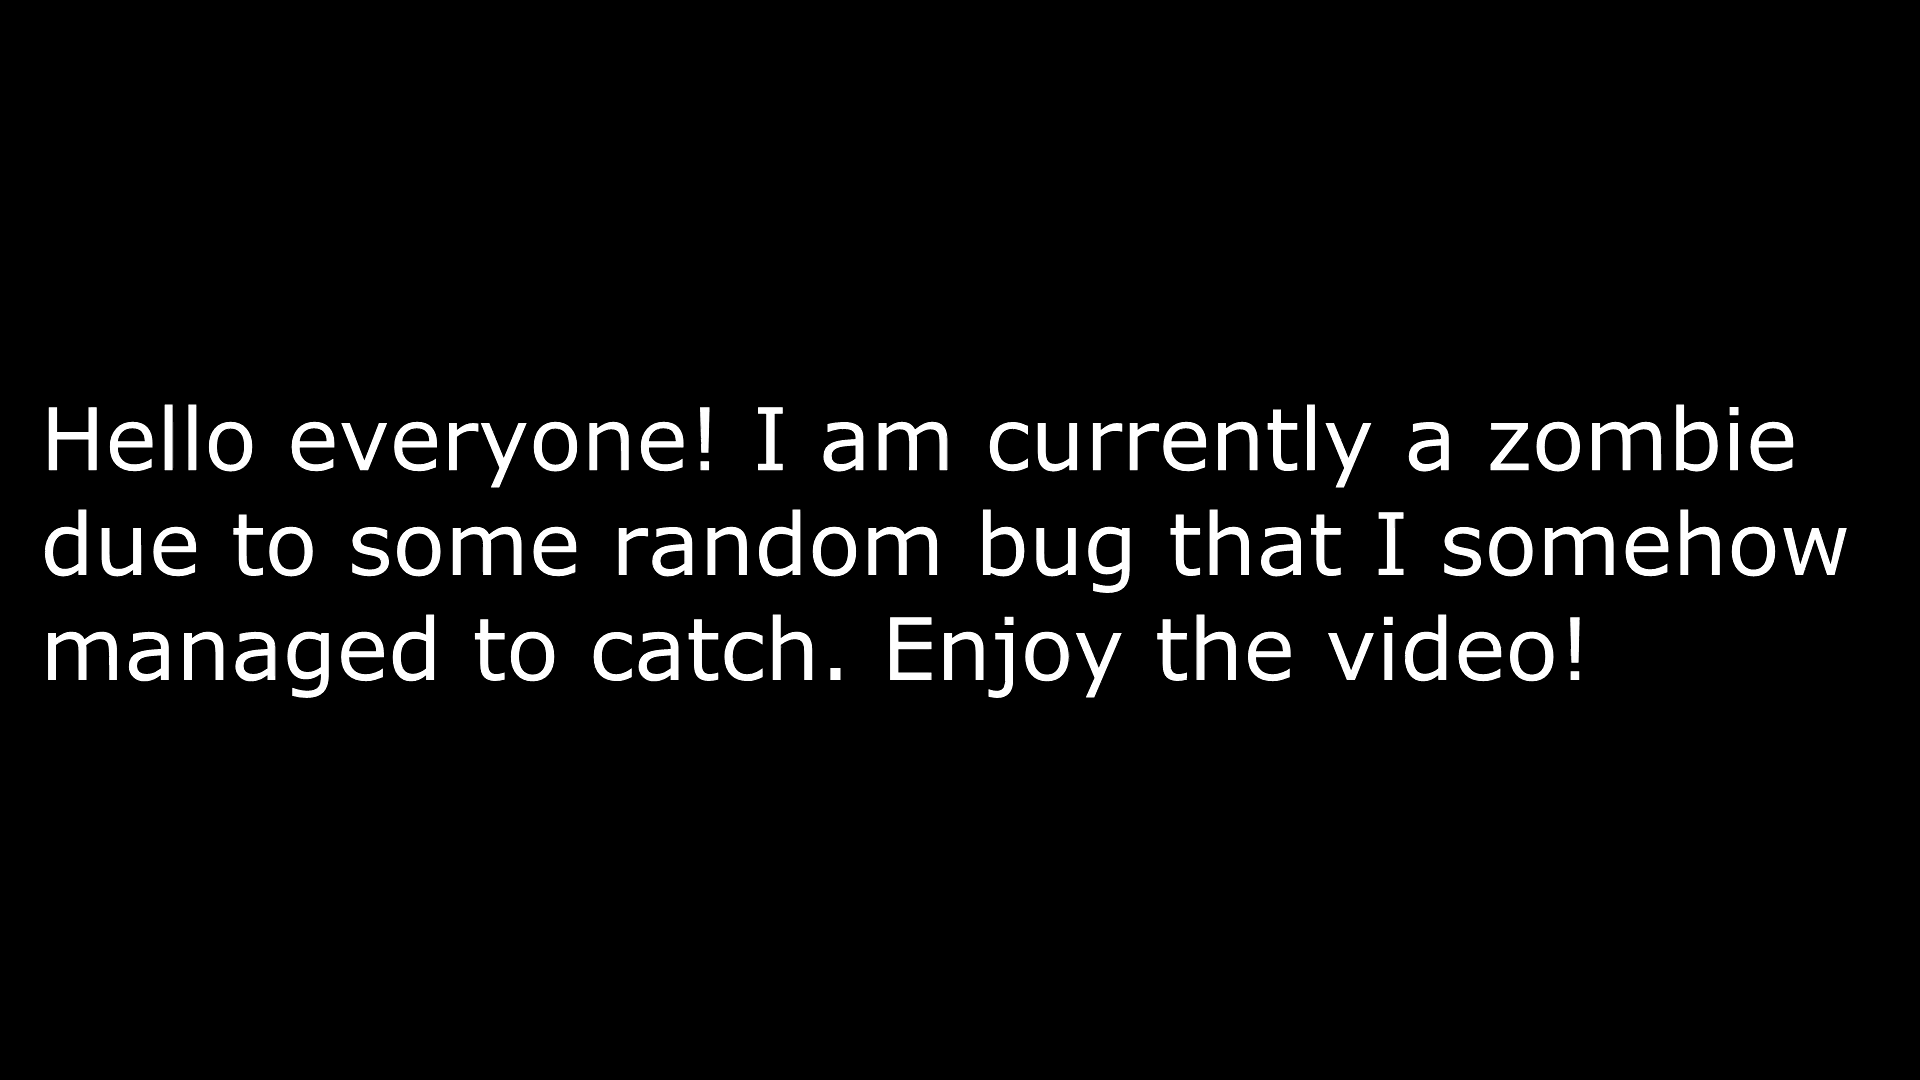 Hello everyone! I am currently a zombie
due to some random bug that I somehow
managed to catch. Enjoy the video!